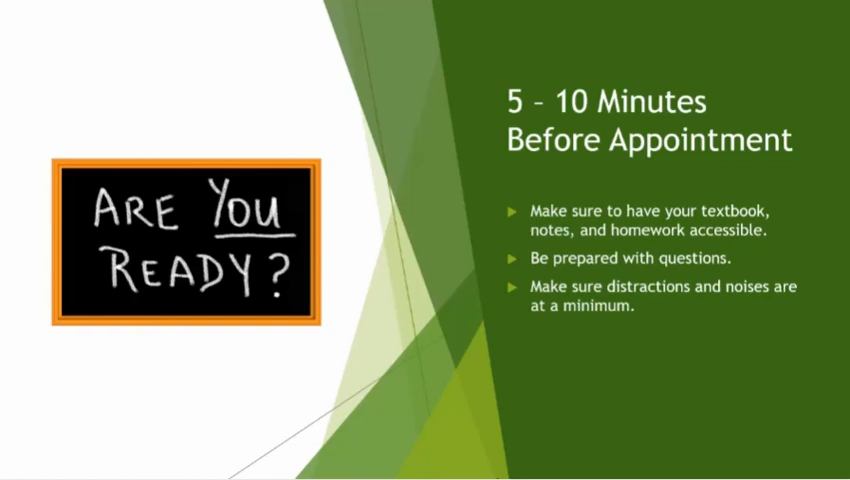 ARE YOU
READY?
5 – 10 Minutes
Before Appointment
Make sure to have your textbook,
notes, and homework accessible.
Be prepared with questions.
Make sure distractions and noises are
at a minimum.